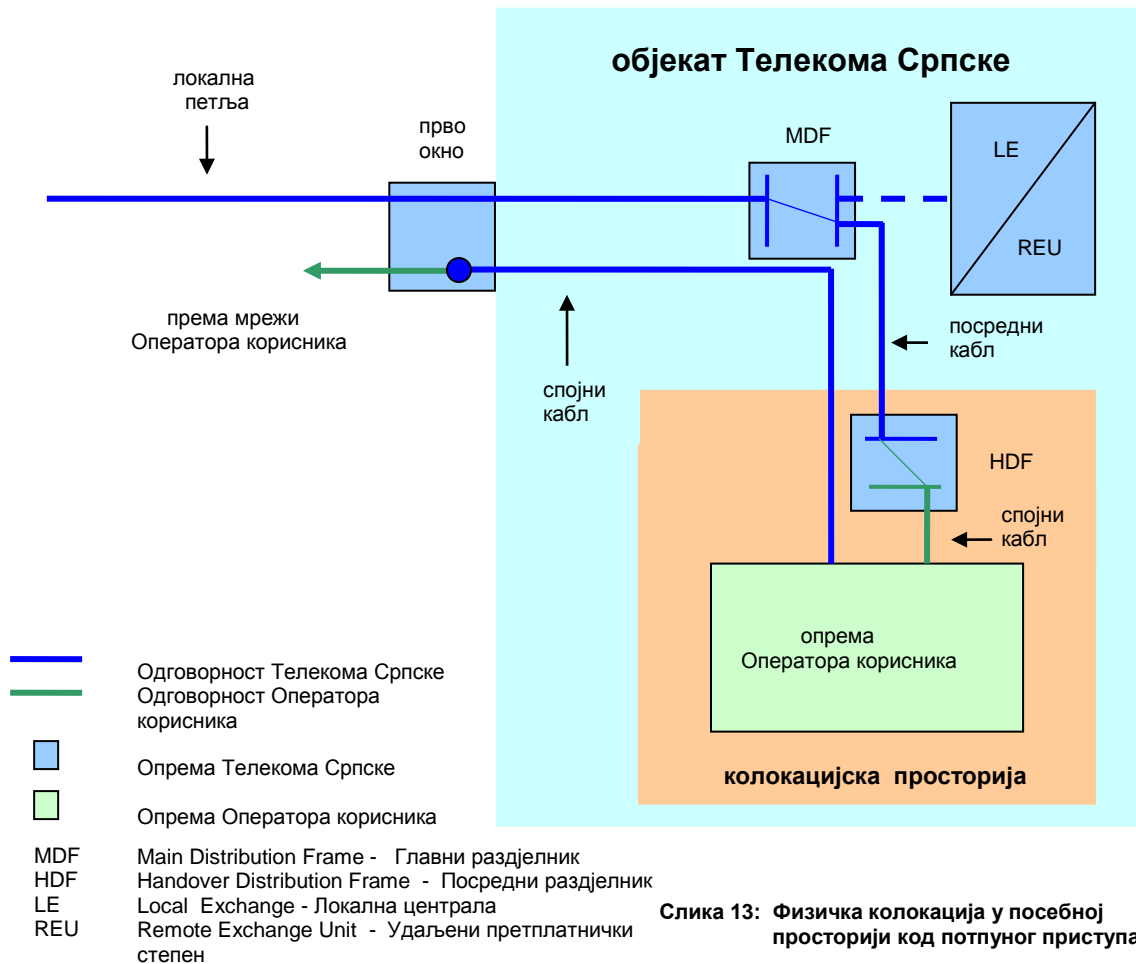 објекат Телекома Српске
локална
петља
прво
окно
MDF
LE
REU
према мрежи
Оператора корисника
посредни
кабл
спојни
кабл
HDF
спојни
кабл
опрема
Оператора корисника
колокацијска просторија
Одговорност Телекома Српске
Одговорност Оператора
корисника
Опрема Телекома Српске
Опрема Оператора корисника
MDF Main Distribution Frame - Главни раздјелник
HDF Handover Distribution Frame - Посредни раздјелник
LE Local Exchange - Локална централа
REU Remote Exchange Unit - Удаљени претплатнички
степен
Слика 13: Физичка колокација у посебној
просторији код потпуног приступа